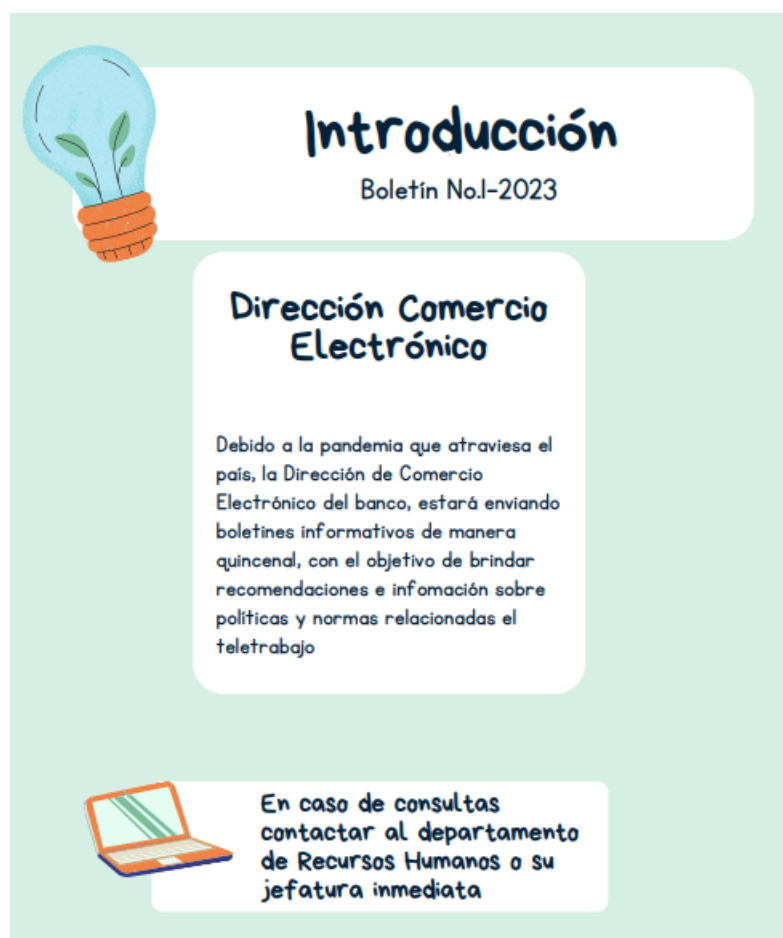 Introducción
Boletín No.1-2023
Dirección Comercio
Electrónico
Debido a la pandemia que atraviesa el
país, la Dirección de Comercio
Electrónico del banco, estará enviando
boletines informativos de manera
quincenal, con el objetivo de brindar
recomendaciones e infomación sobre
políticas y normas relacionadas el
teletrabajo
En caso de consultas
contactar al departamento
de Recursos Humanos o su
jefatura inmediata